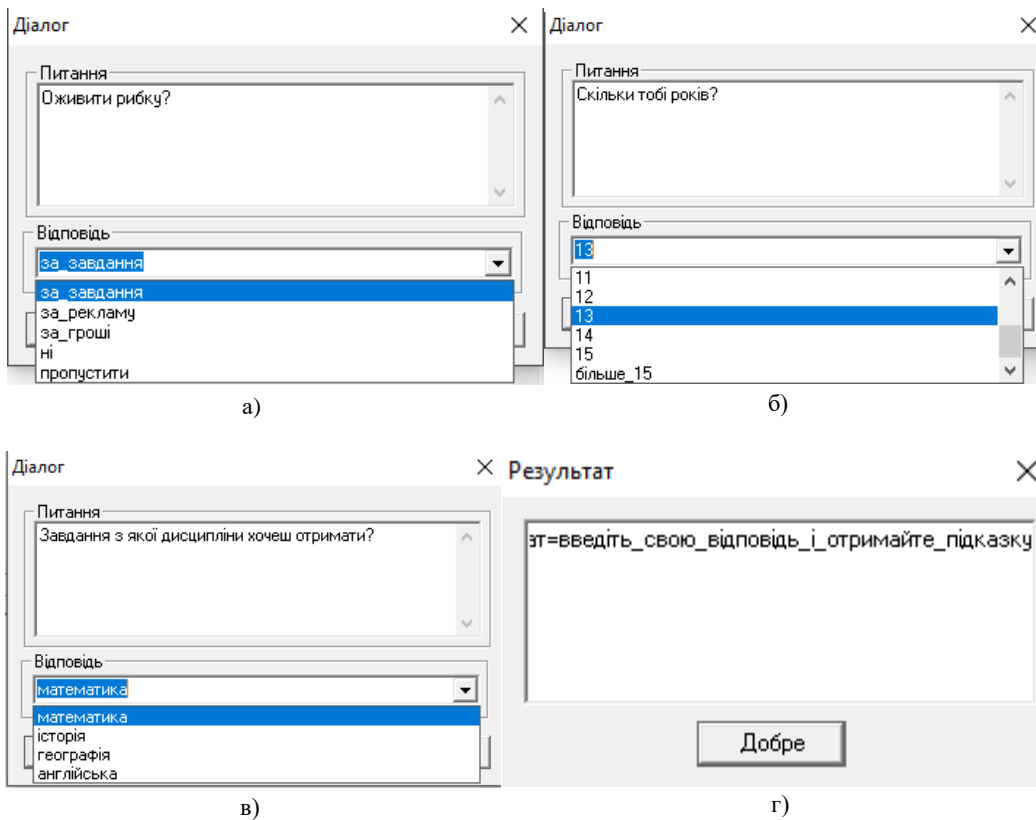 Діалог
Питання
Оживити рибку?
Відповідь
за_завдання
за_завдання
за_рекламу
за_гроші
ні
пропустити
а)
Діалог
Питання
Скільки тобі років?
Відповідь
13
11
12
13
14
15
більше_15
б)
Діалог
Питання
Завдання з якої дисципліни хочеш отримати?
Відповідь
математика
математика
історія
географія
англійська
в)
Результат
ат=введіть_свою_відповідь_і_отримайте_підказку
Добре
г)